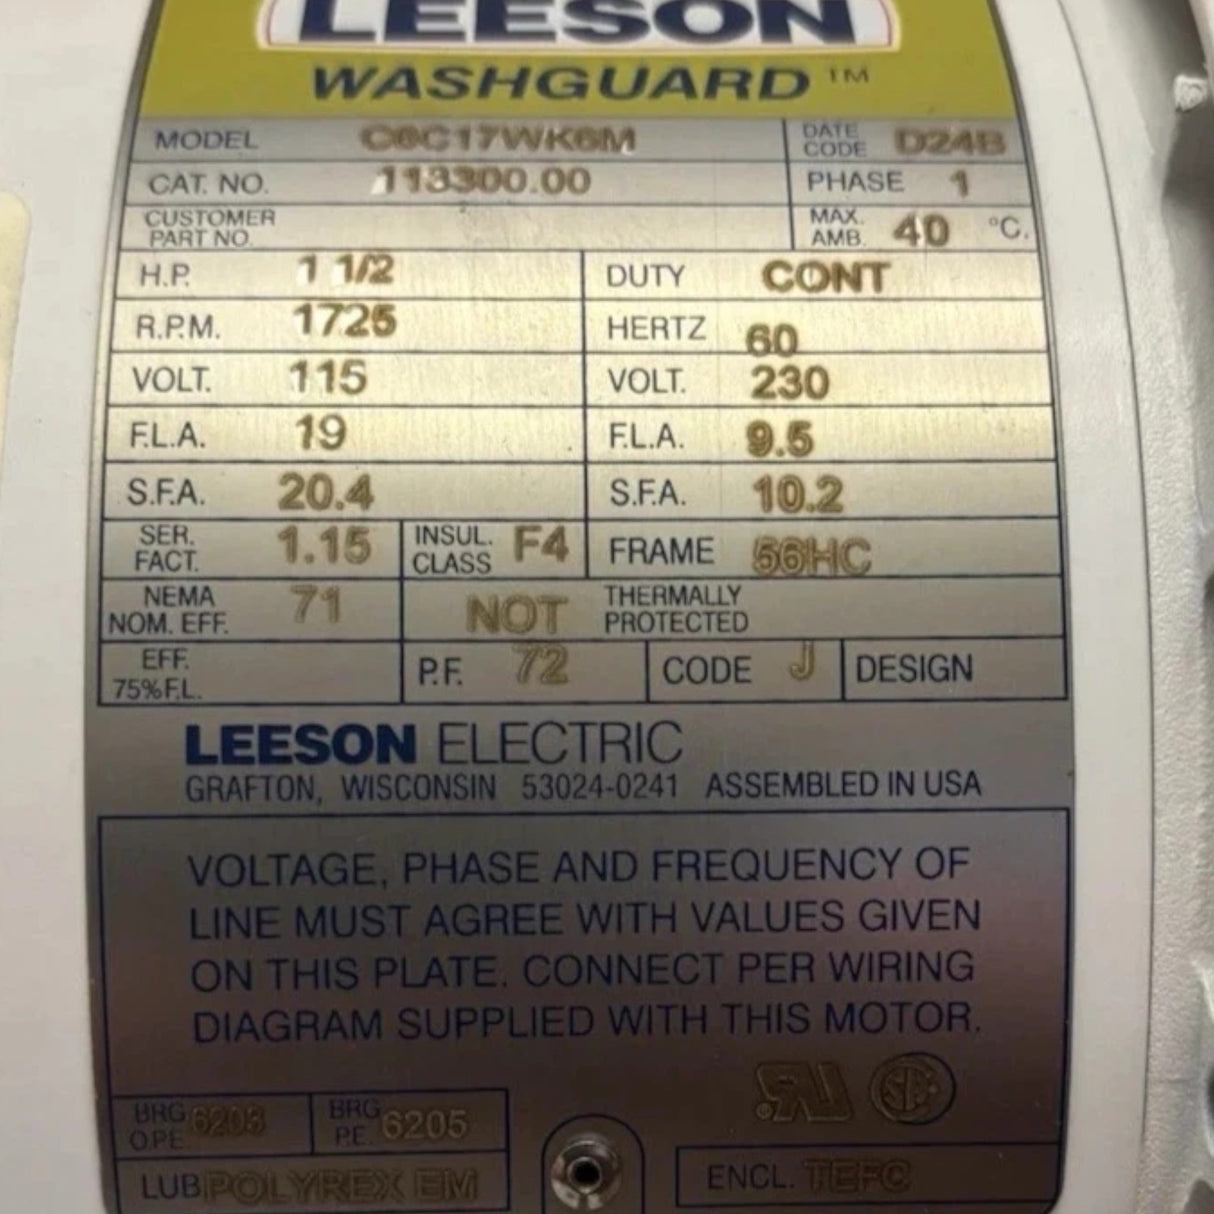 LEESON
WASHGUARD ™
MODEL C6C17WK6M DATE CODE D24B
CAT. NO. 113300.00 PHASE 1
CUSTOMER PART NO. MAX. AMB. 40 °C.
H.P. 1 1/2 DUTY CONT
R.P.M. 1725 HERTZ 60
VOLT. 115 VOLT. 230
F.L.A. 19 F.L.A. 9.5
S.F.A. 20.4 S.F.A. 10.2
SER. FACT. 1.15 INSUL. CLASS F4 FRAME 56HC
NEMA NOM. EFF. 71 NOT THERMALLY PROTECTED
EFF. 75% F.L. P.F. 72 CODE J DESIGN
LEESON ELECTRIC
GRAFTON, WISCONSIN 53024-0241 ASSEMBLED IN USA
VOLTAGE, PHASE AND FREQUENCY OF
LINE MUST AGREE WITH VALUES GIVEN
ON THIS PLATE. CONNECT PER WIRING
DIAGRAM SUPPLIED WITH THIS MOTOR.
BRG O.P.E. 6203 BRG P.E. 6205
LUB POLYREX EM ENCL. TEFC